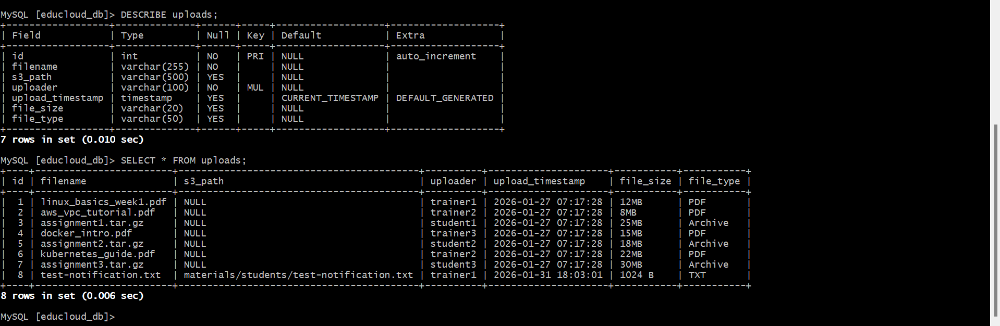 MySQL [educloud_db]> DESCRIBE uploads;
+------------------+--------------+------+-----+-------------------+-------------------+
| Field            | Type         | Null | Key | Default           | Extra             |
+------------------+--------------+------+-----+-------------------+-------------------+
| id               | int          | NO   | PRI | NULL              | auto_increment    |
| filename         | varchar(255) | NO   |     | NULL              |                   |
| s3_path          | varchar(500) | YES  |     | NULL              |                   |
| uploader         | varchar(100) | NO   | MUL | NULL              |                   |
| upload_timestamp | timestamp    | YES  |     | CURRENT_TIMESTAMP | DEFAULT_GENERATED |
| file_size        | varchar(20)  | YES  |     | NULL              |                   |
| file_type        | varchar(50)  | YES  |     | NULL              |                   |
+------------------+--------------+------+-----+-------------------+-------------------+
7 rows in set (0.010 sec)
MySQL [educloud_db]> SELECT * FROM uploads;
+----+------------------------+------------------------------------------+----------+---------------------+-----------+-----------+
| id | filename               | s3_path                                  | uploader | upload_timestamp    | file_size | file_type |
+----+------------------------+------------------------------------------+----------+---------------------+-----------+-----------+
|  1 | linux_basics_week1.pdf | NULL                                     | trainer1 | 2026-01-27 07:17:28 | 12MB      | PDF       |
|  2 | aws_vpc_tutorial.pdf   | NULL                                     | trainer2 | 2026-01-27 07:17:28 | 8MB       | PDF       |
|  3 | assignment1.tar.gz     | NULL                                     | student1 | 2026-01-27 07:17:28 | 25MB      | Archive   |
|  4 | docker_intro.pdf       | NULL                                     | trainer3 | 2026-01-27 07:17:28 | 15MB      | PDF       |
|  5 | assignment2.tar.gz     | NULL                                     | student2 | 2026-01-27 07:17:28 | 18MB      | Archive   |
|  6 | kubernetes_guide.pdf   | NULL                                     | trainer2 | 2026-01-27 07:17:28 | 22MB      | PDF       |
|  7 | assignment3.tar.gz     | NULL                                     | student3 | 2026-01-27 07:17:28 | 30MB      | Archive   |
|  8 | test-notification.txt  | materials/students/test-notification.txt | trainer1 | 2026-01-31 18:03:01 | 1024 B    | TXT       |
+----+------------------------+------------------------------------------+----------+---------------------+-----------+-----------+
8 rows in set (0.006 sec)
MySQL [educloud_db]>